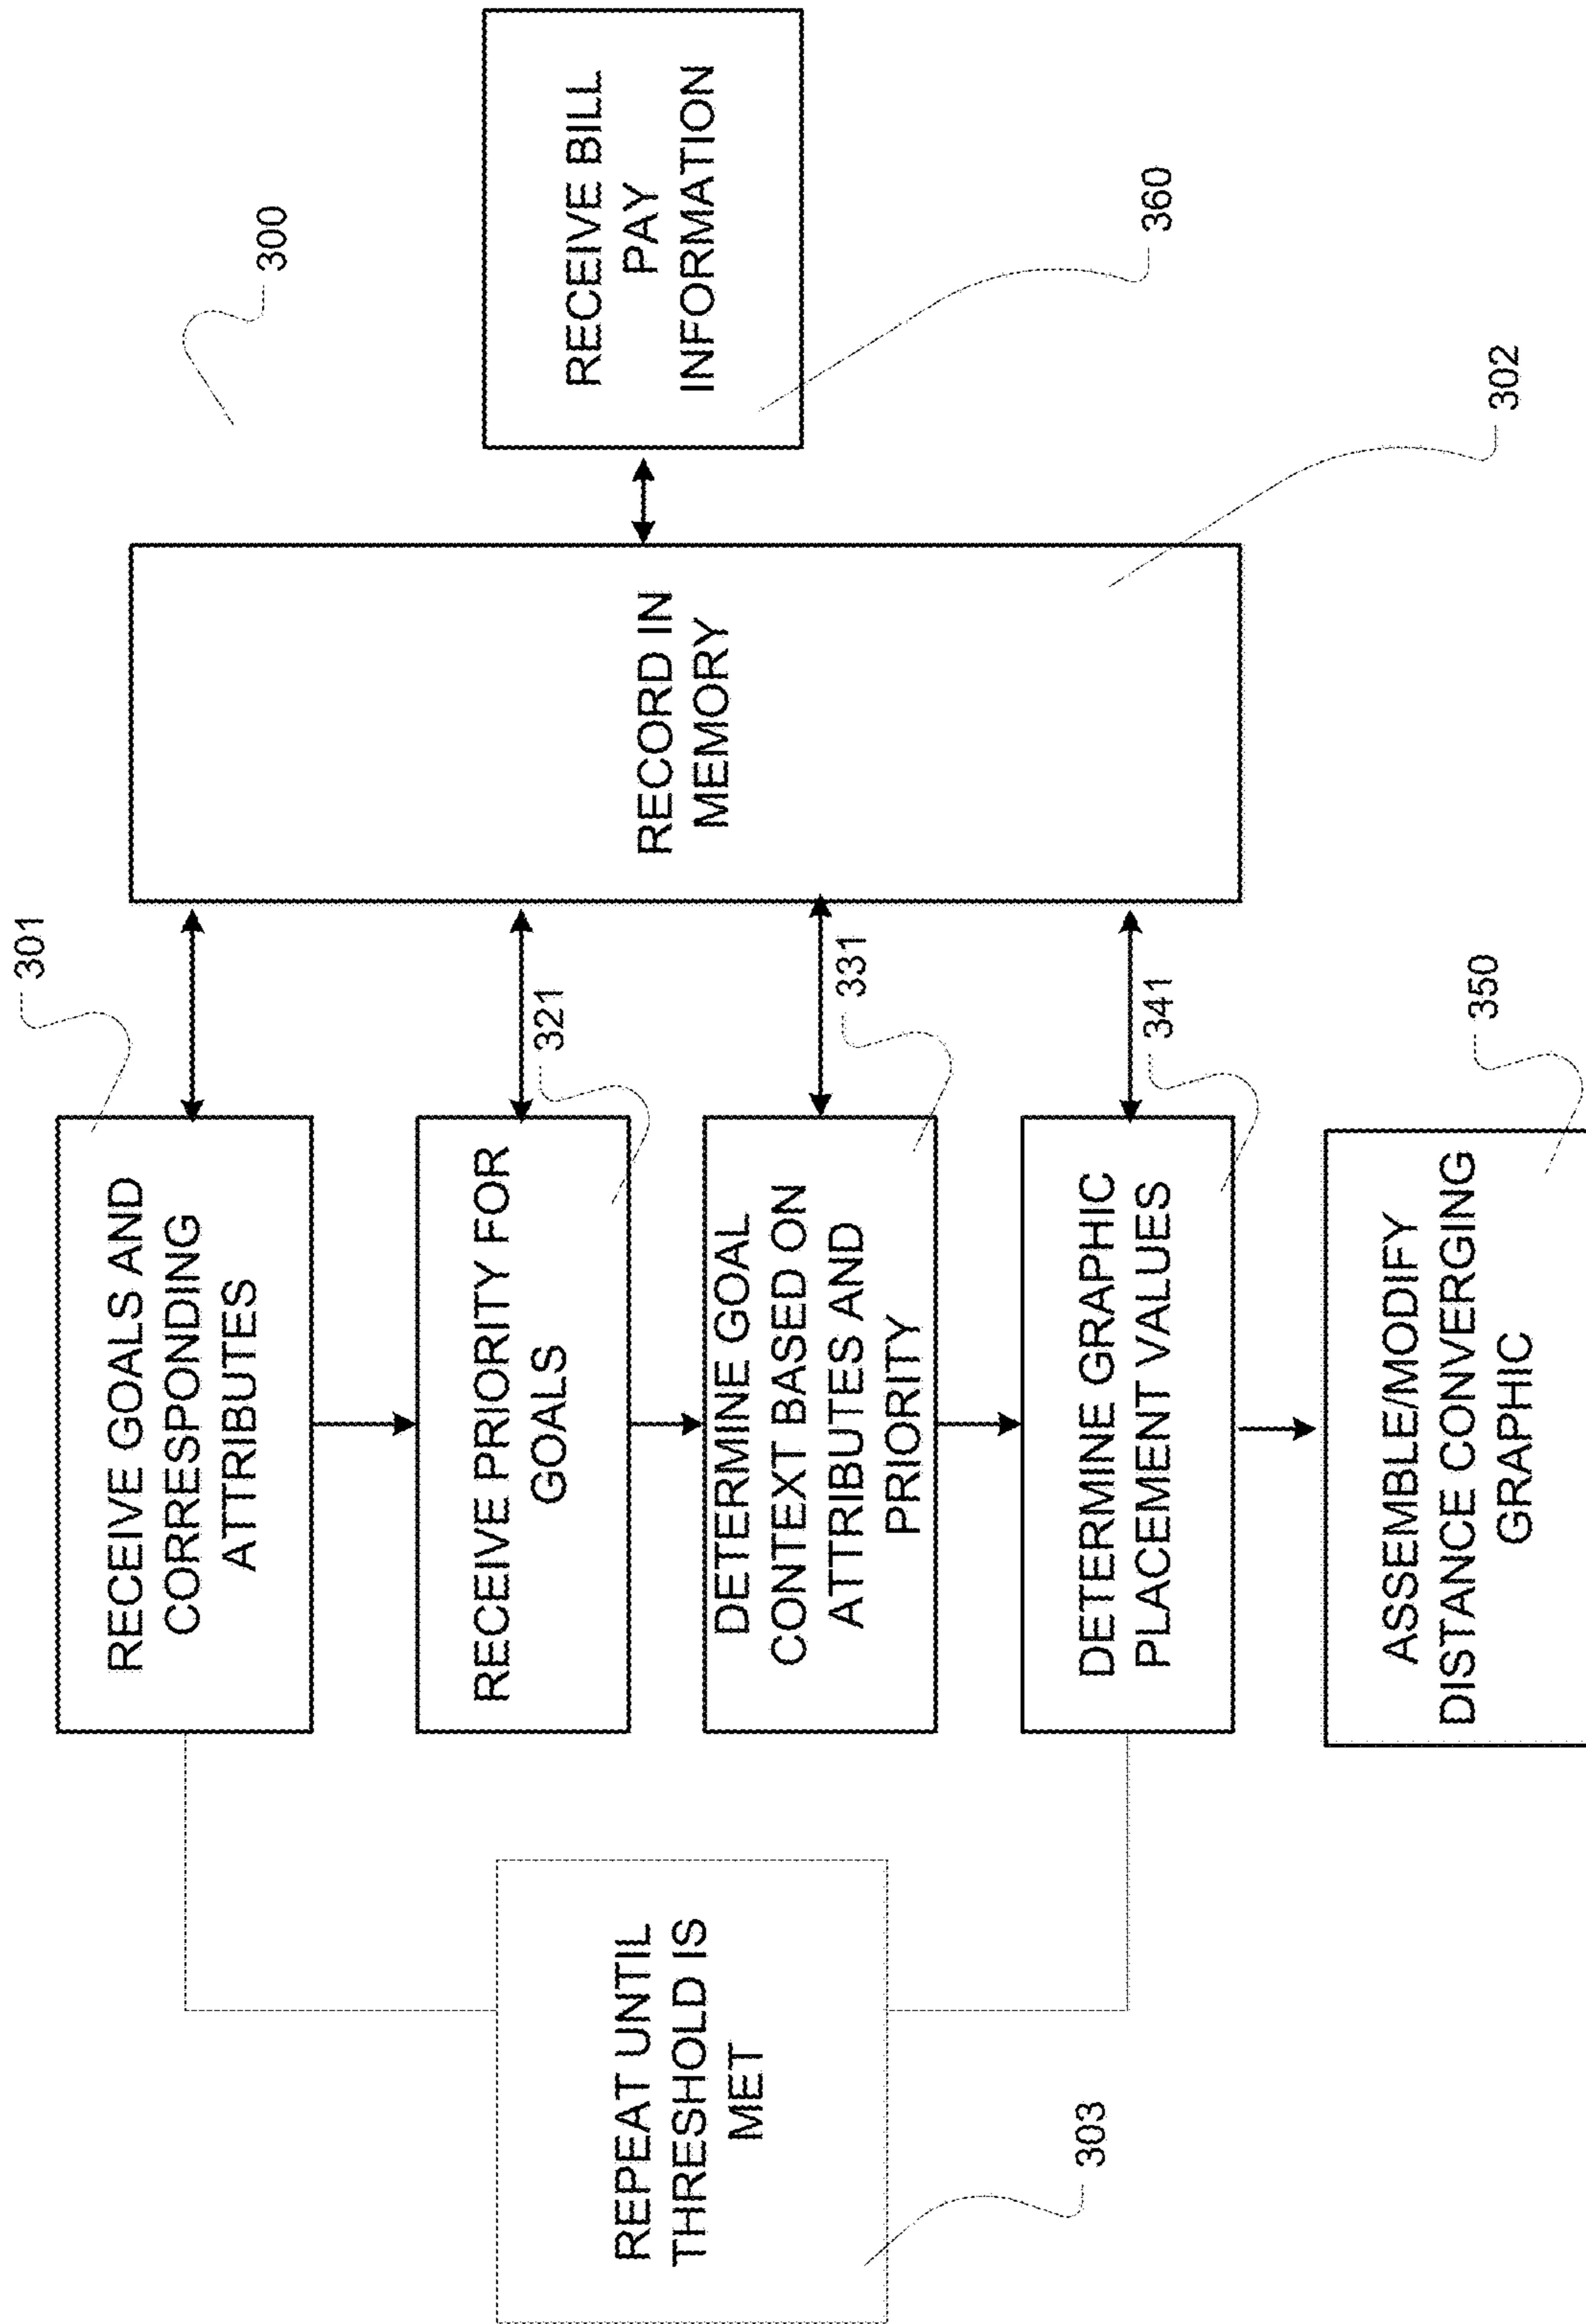 300
301
RECEIVE GOALS AND
CORRESPONDING
ATTRIBUTES
321
RECEIVE PRIORITY FOR
GOALS
331
DETERMINE GOAL
CONTEXT BASED ON
ATTRIBUTES AND
PRIORITY
341
DETERMINE GRAPHIC
PLACEMENT VALUES
350
ASSEMBLE/MODIFY
DISTANCE CONVERGING
GRAPHIC
REPEAT UNTIL
THRESHOLD IS
MET
303
RECORD IN
MEMORY
302
RECEIVE BILL
PAY
INFORMATION
360